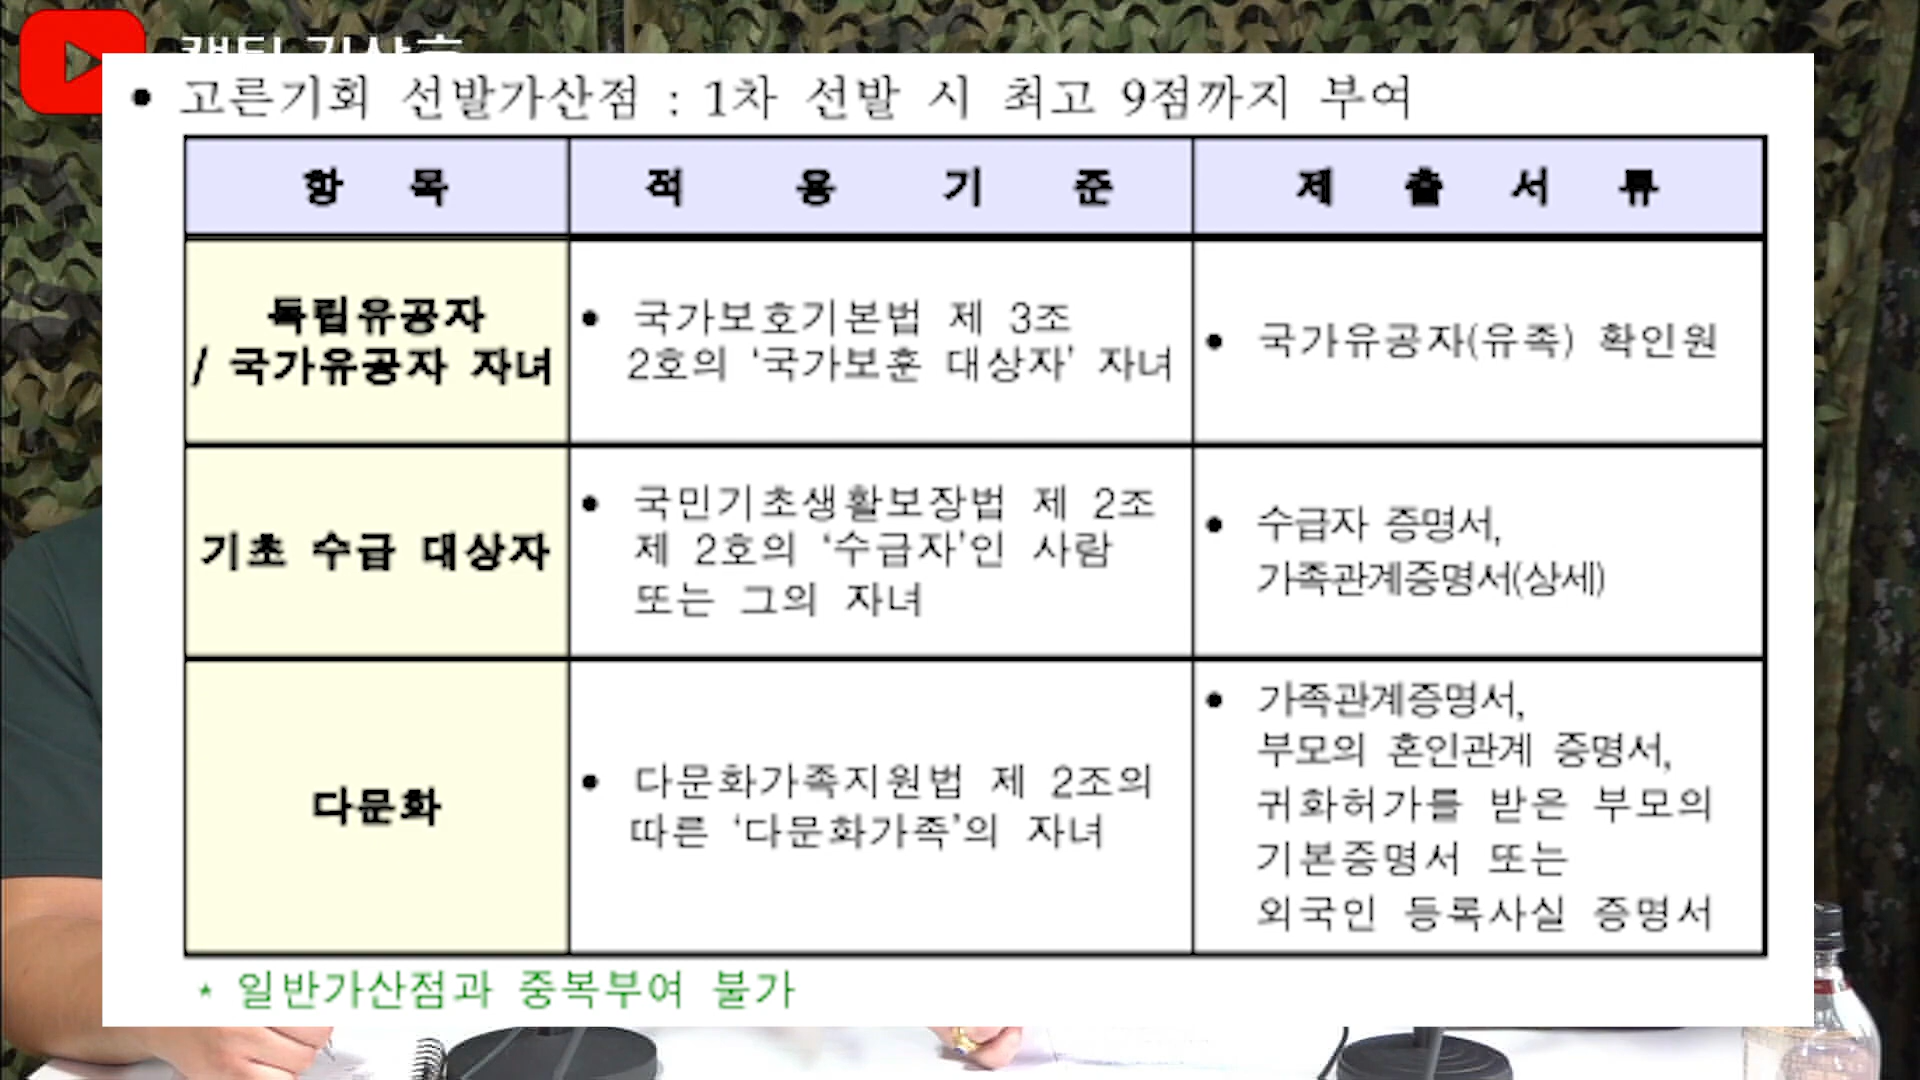 • 고른기회 선발가산점 : 1차 선발 시 최고 9점까지 부여
항 목
적 용 기 준
제 출 서 류
독립유공자
/ 국가유공자 자녀
• 국가보호기본법 제 3조
2호의 ‘국가보훈 대상자’ 자녀
• 국가유공자(유족) 확인원
기초 수급 대상자
• 국민기초생활보장법 제 2조
제 2호의 ‘수급자’인 사람
또는 그의 자녀
• 수급자 증명서,
가족관계증명서(상세)
다문화
• 다문화가족지원법 제 2조의
따른 ‘다문화가족’의 자녀
• 가족관계증명서,
부모의 혼인관계 증명서,
귀화허가를 받은 부모의
기본증명서 또는
외국인 등록사실 증명서
⋆ 일반가산점과 중복부여 불가